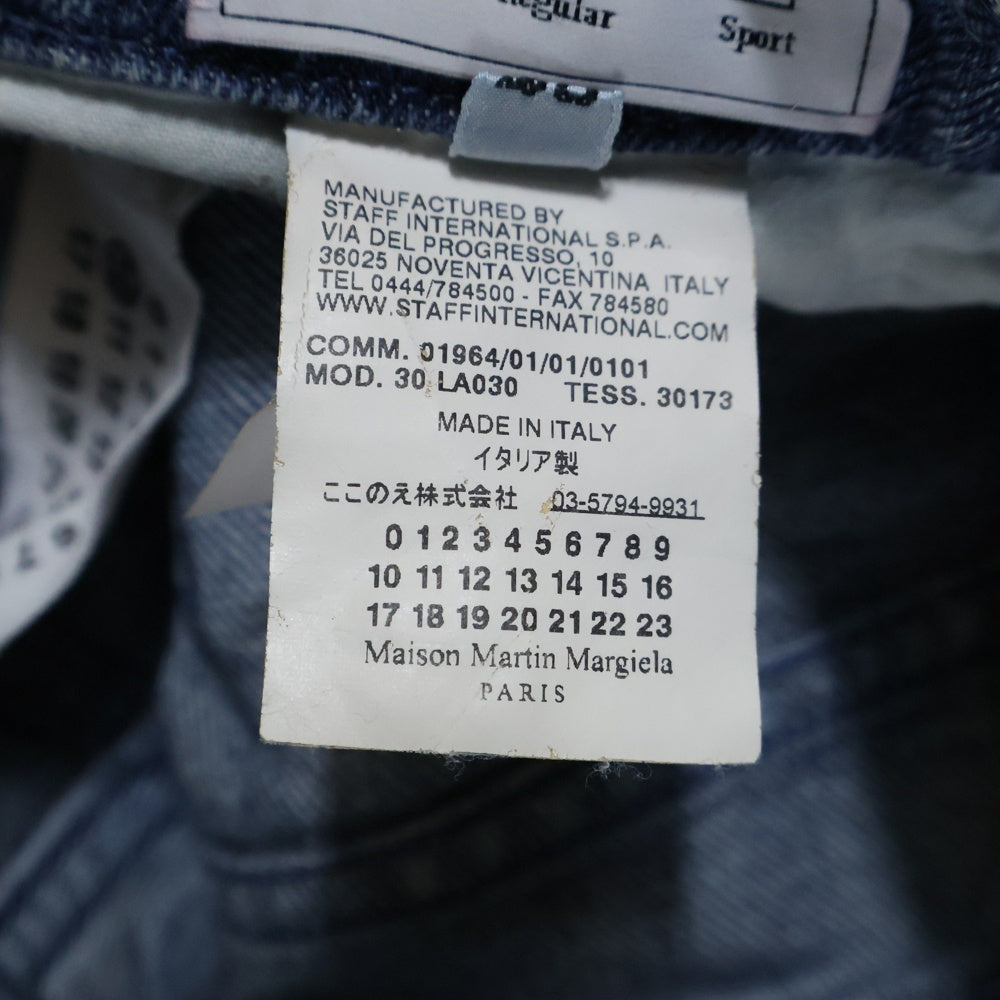 Regular Sport
MANUFACTURED BY
STAFF INTERNATIONAL S.P.A.
VIA DEL PROGRESSO, 10
36025 NOVENTA VICENTINA ITALY
TEL 0444/784500 - FAX 784580
WWW.STAFFINTERNATIONAL.COM
COMM. 01964/01/01/0101
MOD. 30 LA030 TESS. 30173
MADE IN ITALY
イタリア製
ここのえ株式会社 03-5794-9931
0 1 2 3 4 5 6 7 8 9
10 11 12 13 14 15 16
17 18 19 20 21 22 23
Maison Martin Margiela
PARIS